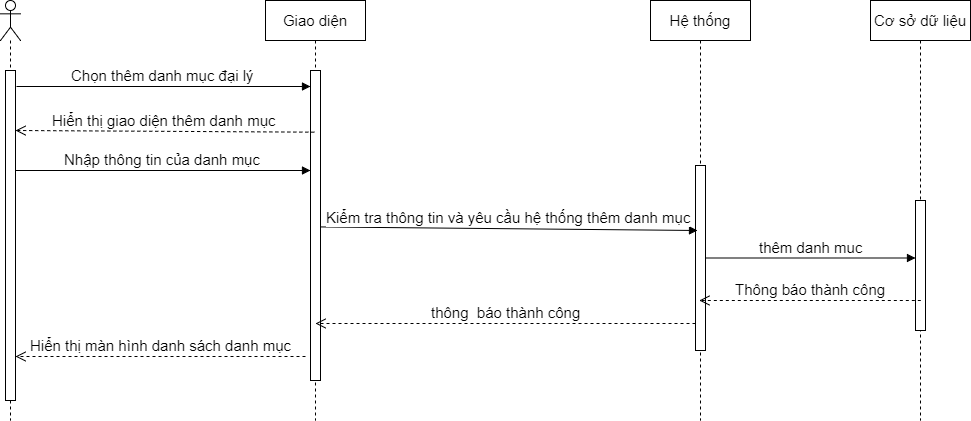 Giao diện
Hệ thống
Cơ sở dữ liệu
Chọn thêm danh mục đại lý
Hiển thị giao diện thêm danh mục
Nhập thông tin của danh mục
Kiểm tra thông tin và yêu cầu hệ thống thêm danh mục
thêm danh muc
Thông báo thành công
thông báo thành công
Hiển thị màn hình danh sách danh mục